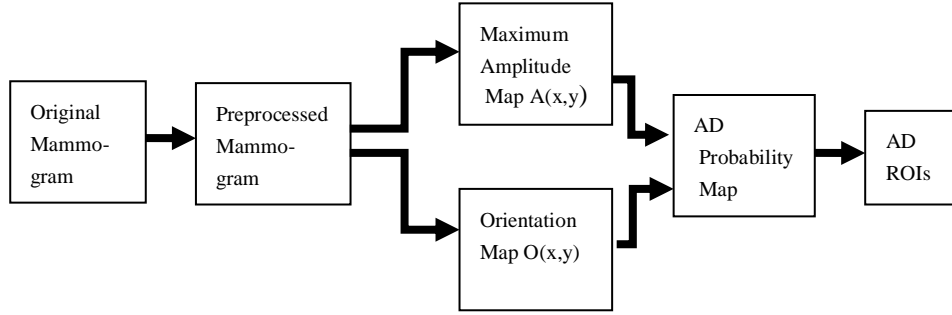 Original
Mammo-
gram
Preprocessed
Mammo-
gram
Maximum
Amplitude
Map A(x,y)
Orientation
Map O(x,y)
AD
Probability
Map
AD
ROIs